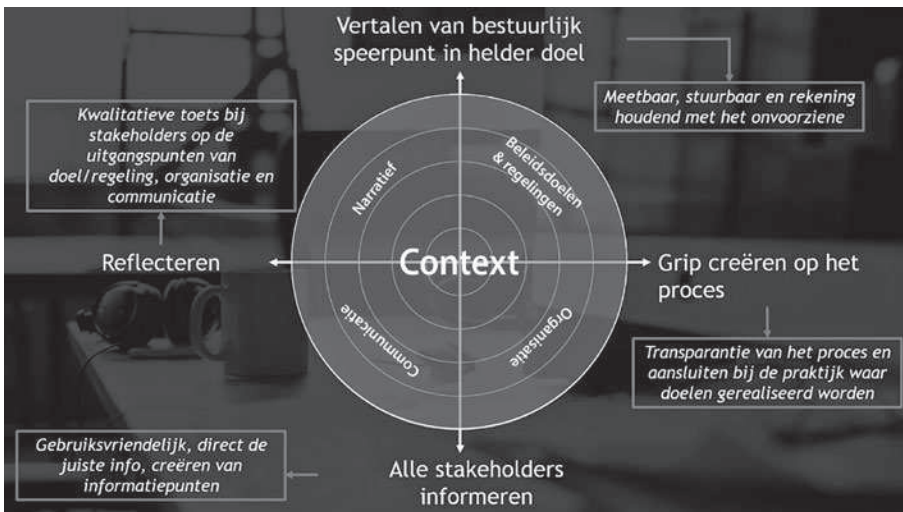 Vertalen van bestuurlijk
speerpunt in helder doel
Meetbaar, stuurbaar en rekening
houdend met het onvoorziene
Kwalitatieve toets bij
stakeholders op de
uitgangspunten van
doel/regeling, organisatie en
communicatie
Narratief
Beleidsdoelen
& regelingen
Reflecteren
Context
Grip creëren op het
proces
Communicatie
Organisatie
Transparantie van het proces en
aansluiten bij de praktijk waar
doelen gerealiseerd worden
Gebruiksvriendelijk, direct de
juiste info, creëren van
informatiepunten
Alle stakeholders
informeren